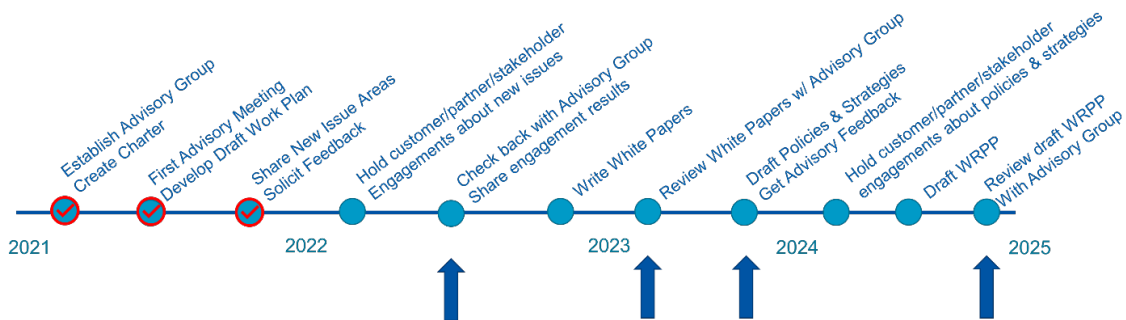 Establish Advisory Group
Create Charter
First Advisory Meeting
Develop Draft Work Plan
Share New Issue Areas
Solicit Feedback
Hold customer/partner/stakeholder
Engagements about new issues
Check back with Advisory Group
Share engagement results
Write White Papers
Review White Papers w/ Advisory Group
Draft Policies & Strategies
Get Advisory Feedback
Hold customer/partner/stakeholder
engagements about policies & strategies
Draft WRPP
Review draft WRPP
With Advisory Group
2021
2022
2023
2024
2025